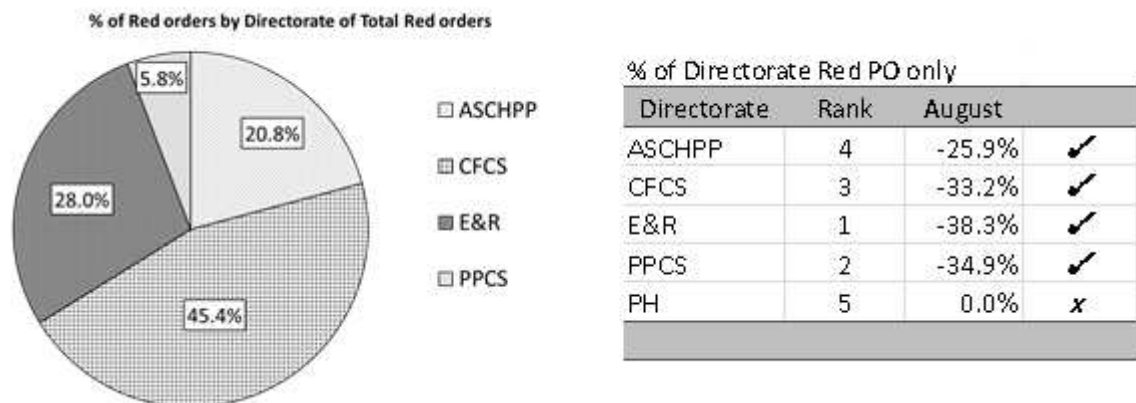 % of Red orders by Directorate of Total Red orders
5.8%
20.8%
28.0%
45.4%
ASCHPP
CFCS
E&R
PPCS
% of Directorate Red PO only
Directorate Rank August
ASCHPP 4 -25.9% ✓
CFCS 3 -33.2% ✓
E&R 1 -38.3% ✓
PPCS 2 -34.9% ✓
PH 5 0.0% x